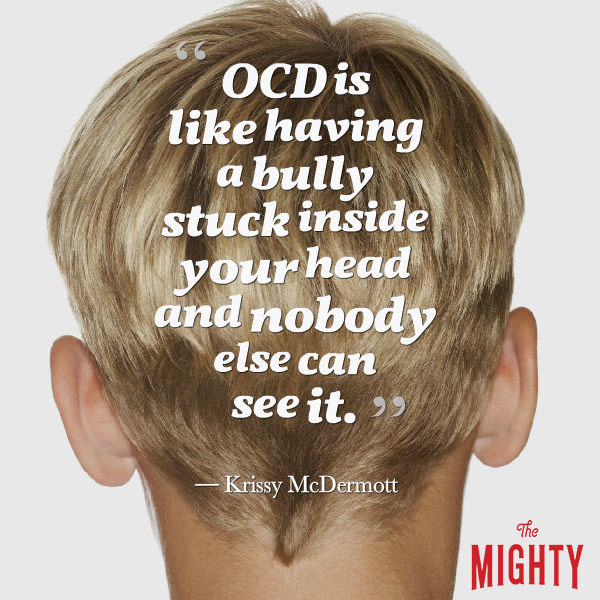 “OCD is
like having
a bully
stuck inside
your head
and nobody
else can
see it.”
— Krissy McDermott
The
MIGHTY